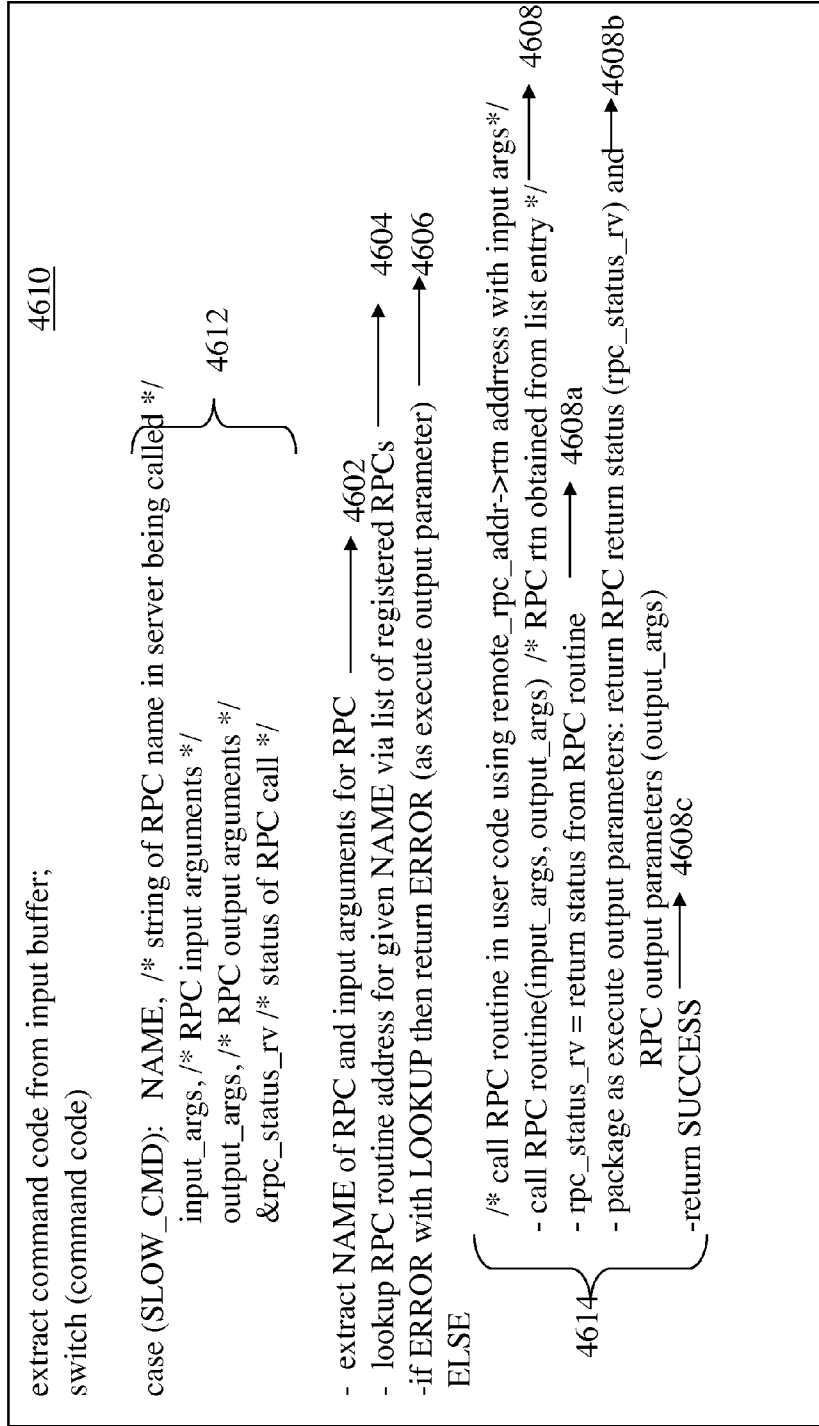 4610
extract command code from input buffer;
switch (command code)
case (SLOW_CMD): NAME, /* string of RPC name in server being called */
input_args, /* RPC input arguments */
output_args, /* RPC output arguments */
&rpc_status_rv /* status of RPC call */
4612
- extract NAME of RPC and input arguments for RPC 4602
- lookup RPC routine address for given NAME via list of registered RPCs 4604
-if ERROR with LOOKUP then return ERROR (as execute output parameter) 4606
ELSE
/* call RPC routine in user code using remote_rpc_addr->rtn addrress with input args*/
- call RPC routine(input_args, output_args) /* RPC rtn obtained from list entry */ 4608
- rpc_status_rv = return status from RPC routine 4608a
- package as execute output parameters: return RPC return status (rpc_status_rv) and 4608b
RPC output parameters (output_args)
-return SUCCESS 4608c
4614